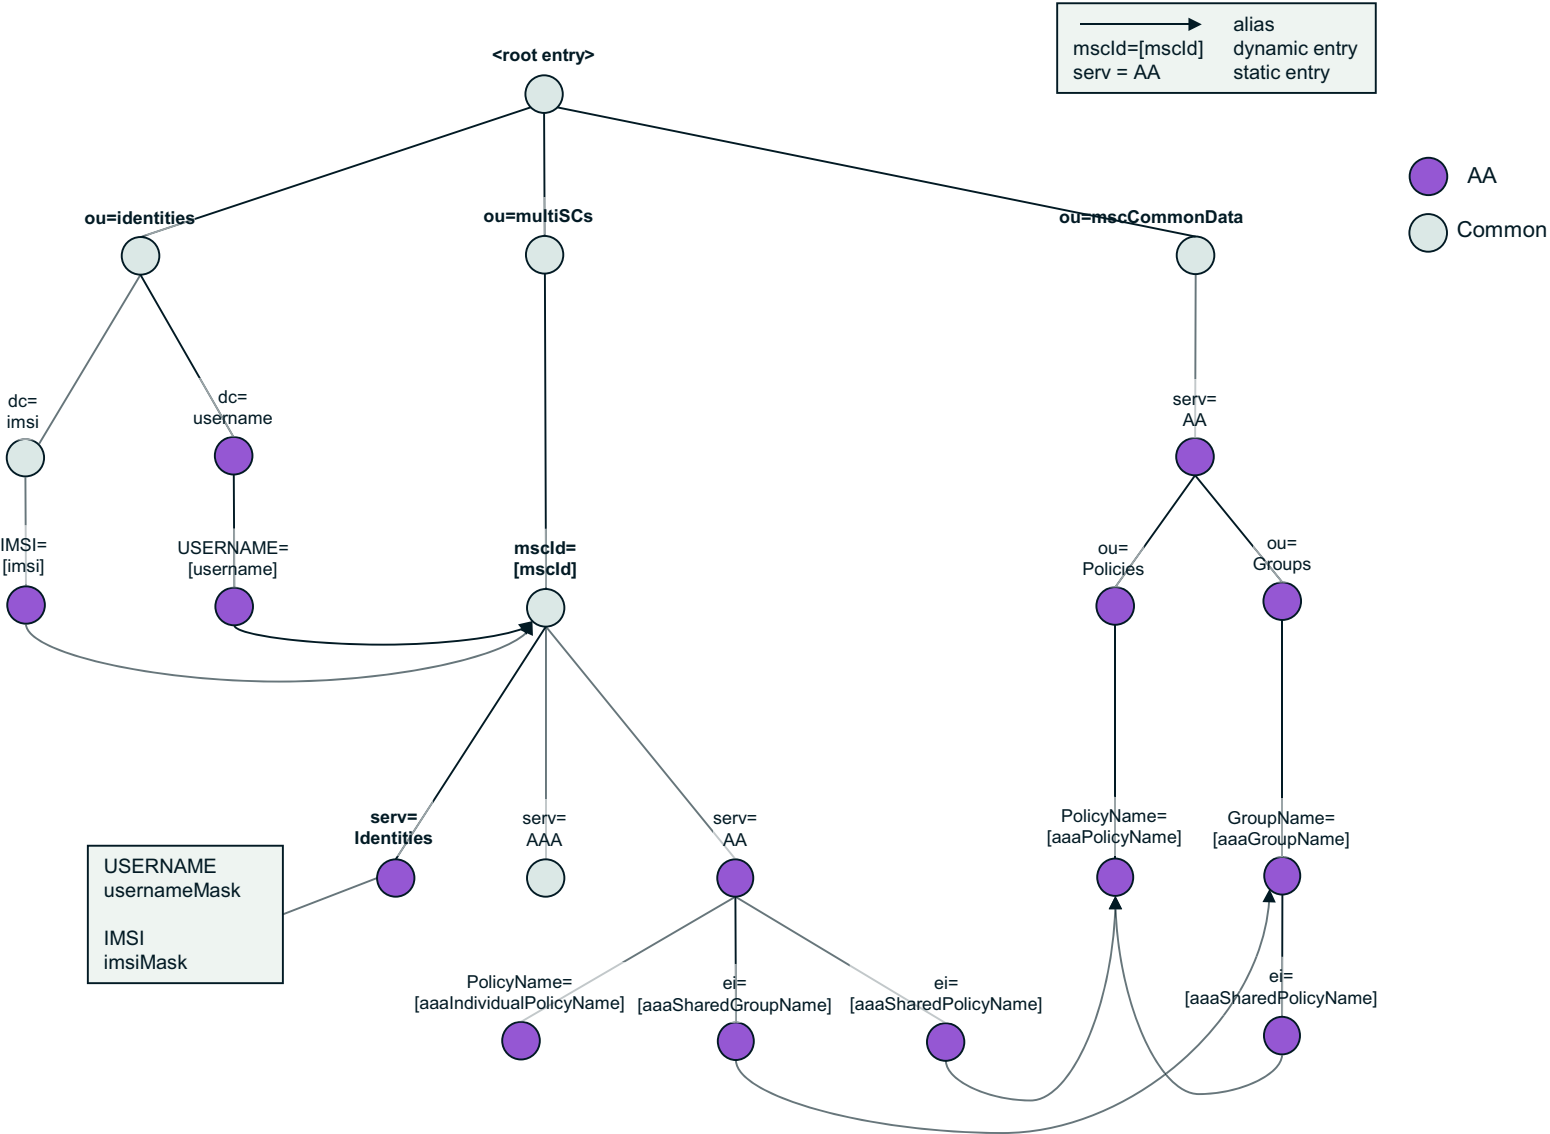 alias
mscId=[mscId] dynamic entry
serv = AA static entry
<root entry>
AA
Common
ou=identities
ou=multiSCs
ou=mscCommonData
dc=
imsi
dc=
username
serv=
AA
IMSI=
[imsi]
USERNAME=
[username]
mscId=
[mscId]
ou=
Policies
ou=
Groups
serv=
Identities
serv=
AAA
serv=
AA
PolicyName=
[aaaPolicyName]
GroupName=
[aaaGroupName]
USERNAME
usernameMask
IMSI
imsiMask
PolicyName=
[aaaIndividualPolicyName]
ei=
[aaaSharedGroupName]
ei=
[aaaSharedPolicyName]
ei=
[aaaSharedPolicyName]